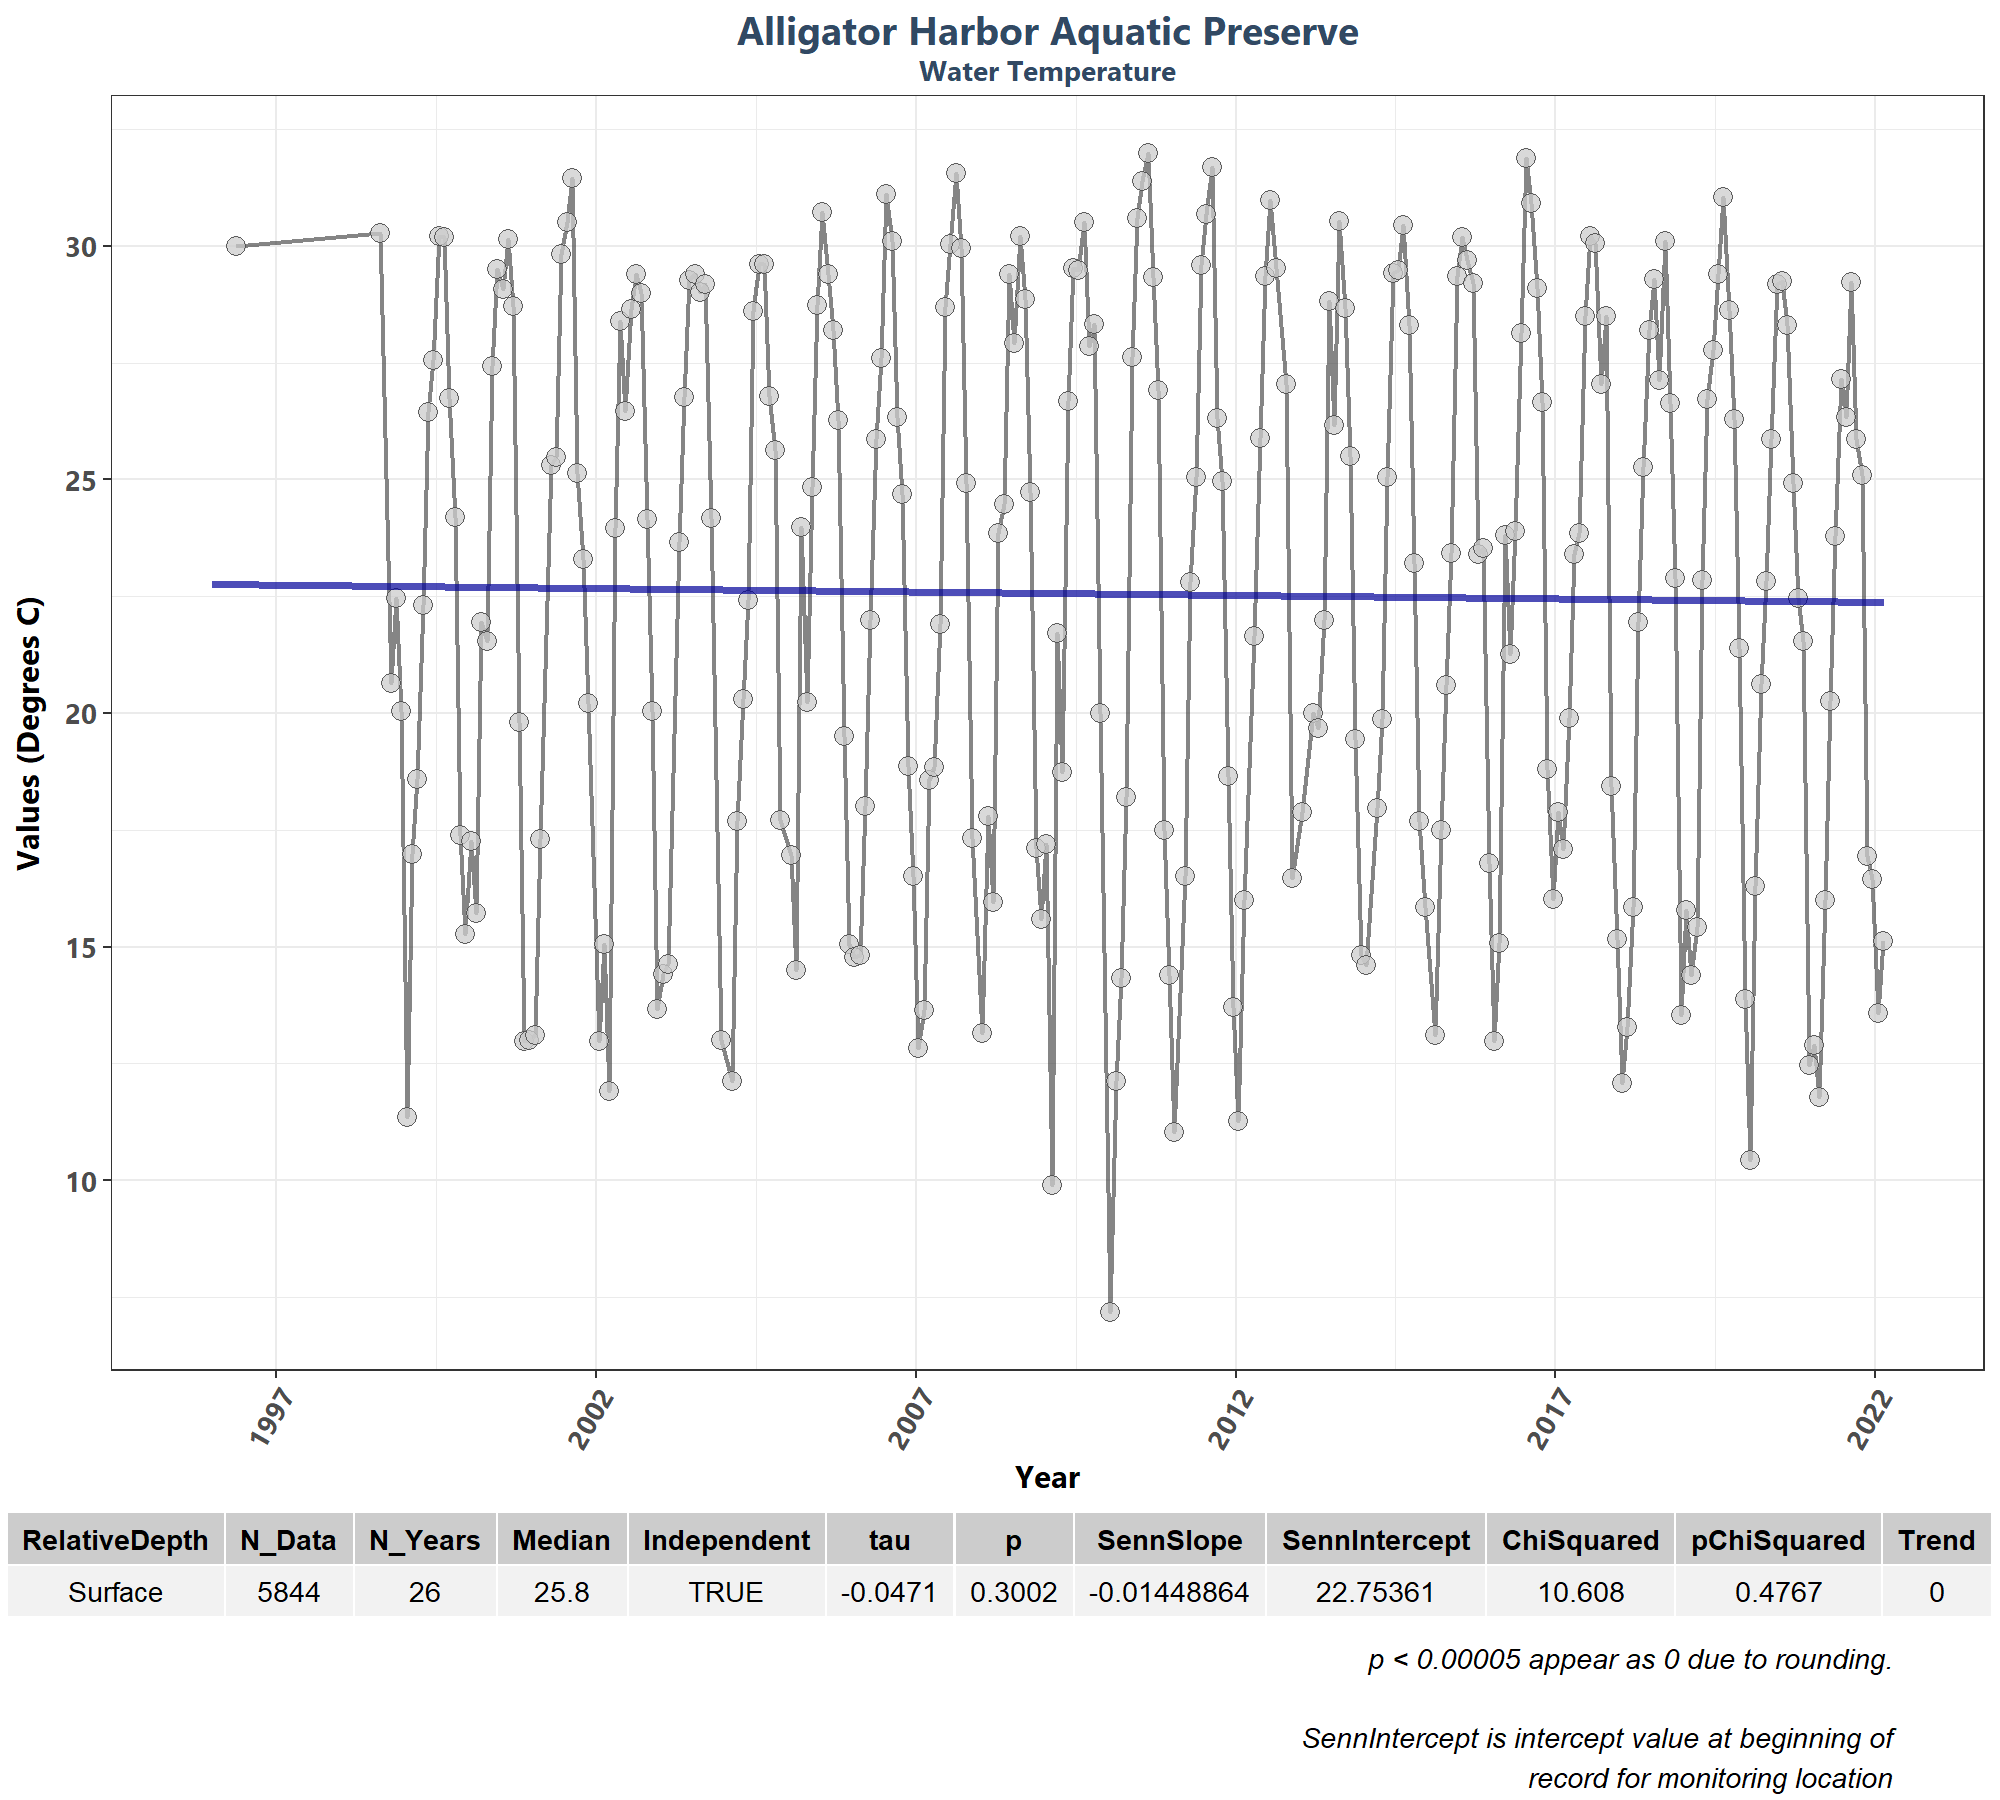 Alligator Harbor Aquatic Preserve
Water Temperature
Values (Degrees C)
30
25
20
15
10
1997 2002 2007 2012 2017 2022
Year
RelativeDepth N_Data N_Years Median Independent tau p SennSlope SennIntercept ChiSquared pChiSquared Trend
Surface 5844 26 25.8 TRUE -0.0471 0.3002 -0.01448864 22.75361 10.608 0.4767 0
p < 0.00005 appear as 0 due to rounding.
SennIntercept is intercept value at beginning of
record for monitoring location